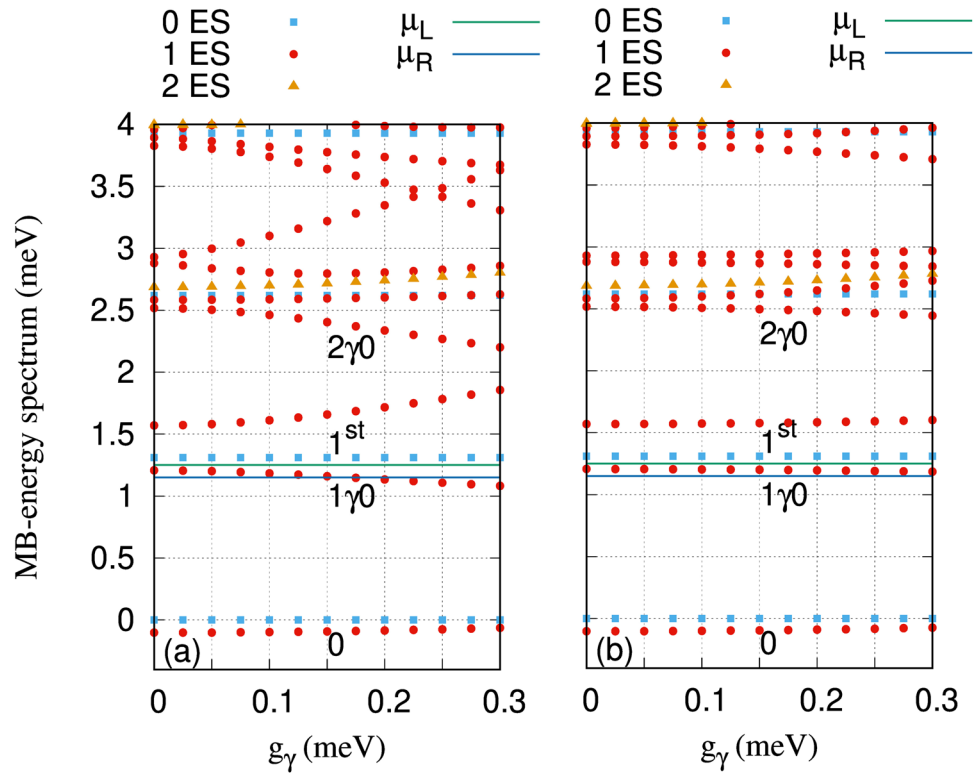 0 ES
1 ES
2 ES
μL
μR
0 ES
1 ES
2 ES
μL
μR
MB-energy spectrum (meV)
4
3.5
3
2.5
2
1.5
1
0.5
0
2γ0
1st
1γ0
0
(a)
2γ0
1st
1γ0
0
(b)
0
0.1
0.2
0.3
0
0.1
0.2
0.3
gγ (meV)
gγ (meV)